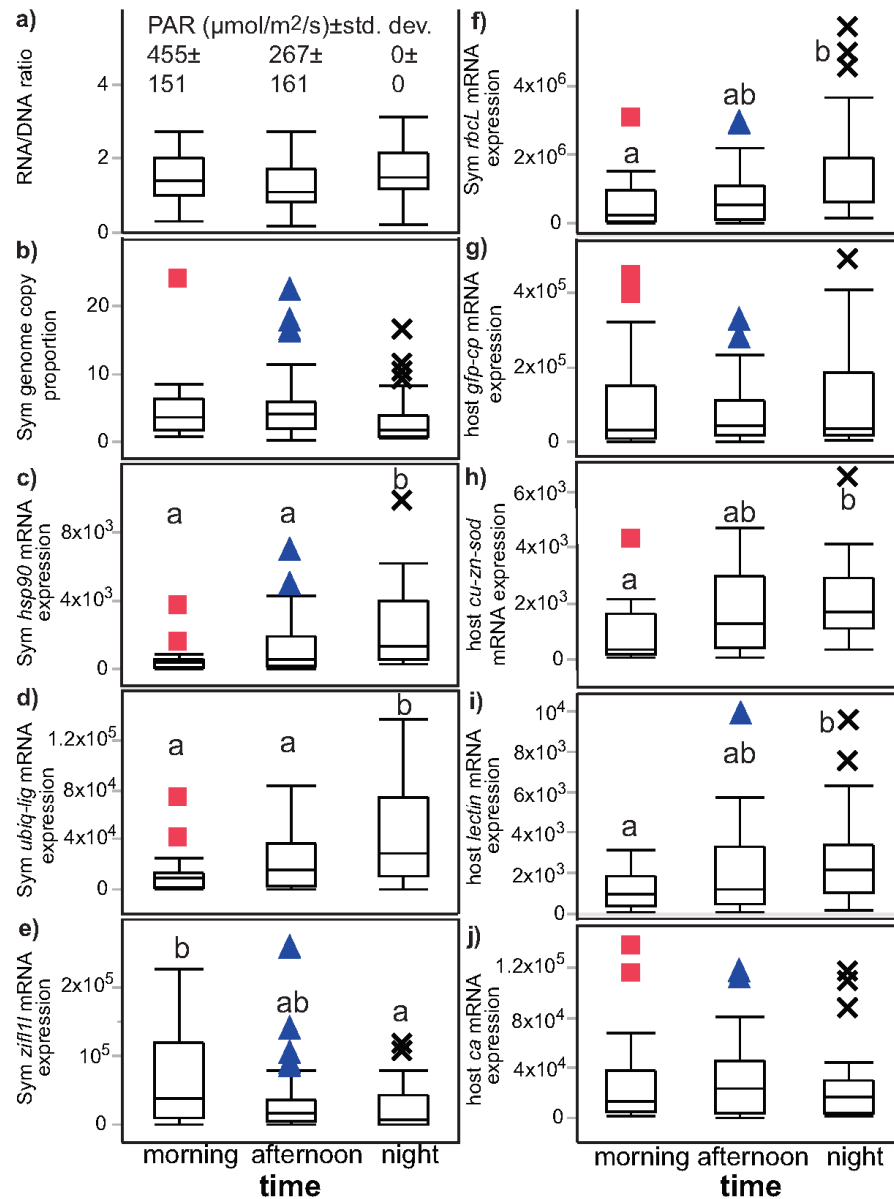 a)
PAR (µmol/m2/s)±std. dev.
455± 267± 0±
151 161 0
RNA/DNA ratio
4
2
0
b)
Sym genome copy
proportion
20
10
0
c)
Sym hsp90 mRNA
expression
8x10³
4x10³
0
a a b
d)
Sym ubiq-lig mRNA
expression
1.2x10⁵
8x10⁴
4x10⁴
0
a a b
e)
Sym zifl1l mRNA
expression
2x10⁵
10⁵
0
b ab a
morning afternoon night
time
f)
Sym rbcL mRNA
expression
4x10⁶
2x10⁶
0
a ab b
g)
host gfp-cp mRNA
expression
4x10⁵
2x10⁵
0
h)
host cu-zn-sod
mRNA expression
6x10³
4x10³
2x10³
0
a ab b
i)
host lectin mRNA
expression
10⁴
8x10³
6x10³
4x10³
2x10³
0
a ab b
j)
host ca mRNA
expression
1.2x10⁵
8x10⁴
4x10⁴
0
morning afternoon night
time